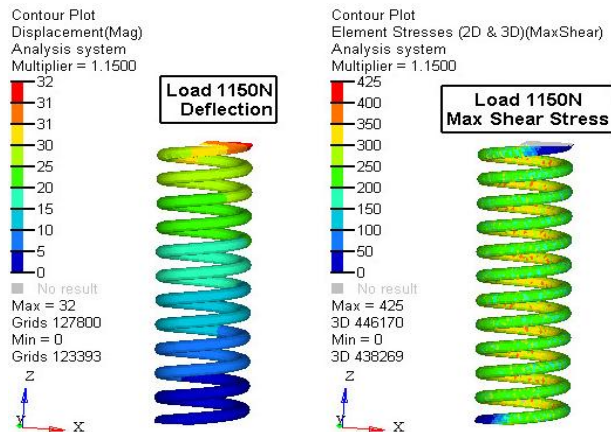 Contour Plot
Displacement(Mag)
Analysis system
Multiplier = 1.1500
32
31
31
30
25
20
15
10
5
0
No result
Max = 32
Grids 127800
Min = 0
Grids 123393
Load 1150N
Deflection
Z
Y
X
Contour Plot
Element Stresses (2D & 3D)(MaxShear)
Analysis system
Multiplier = 1.1500
425
400
350
300
250
200
150
100
50
0
No result
Max = 425
3D 446170
Min = 0
3D 438269
Load 1150N
Max Shear Stress
Z
Y
X